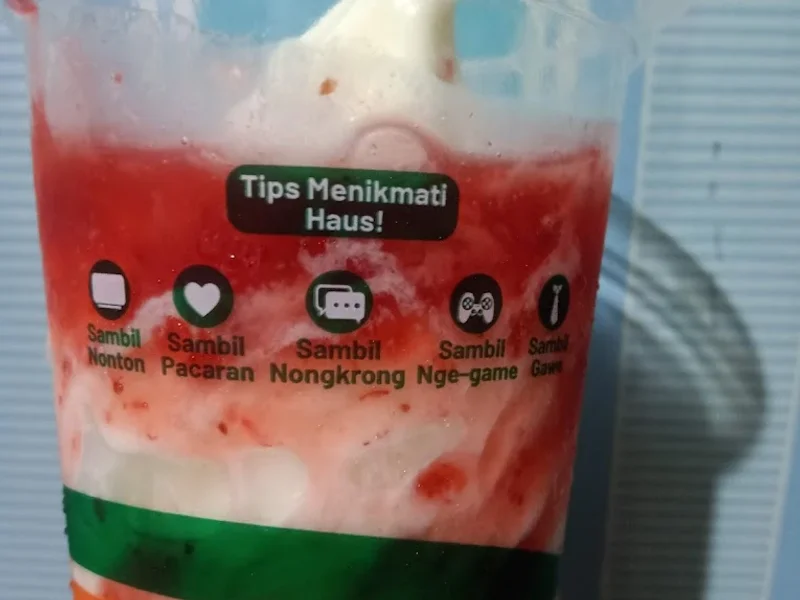 Tips Menikmati
Haus!
Sambil
Nonton
Sambil
Pacaran
Sambil
Nongkrong
Sambil
Nge-game
Sambil
Gawe